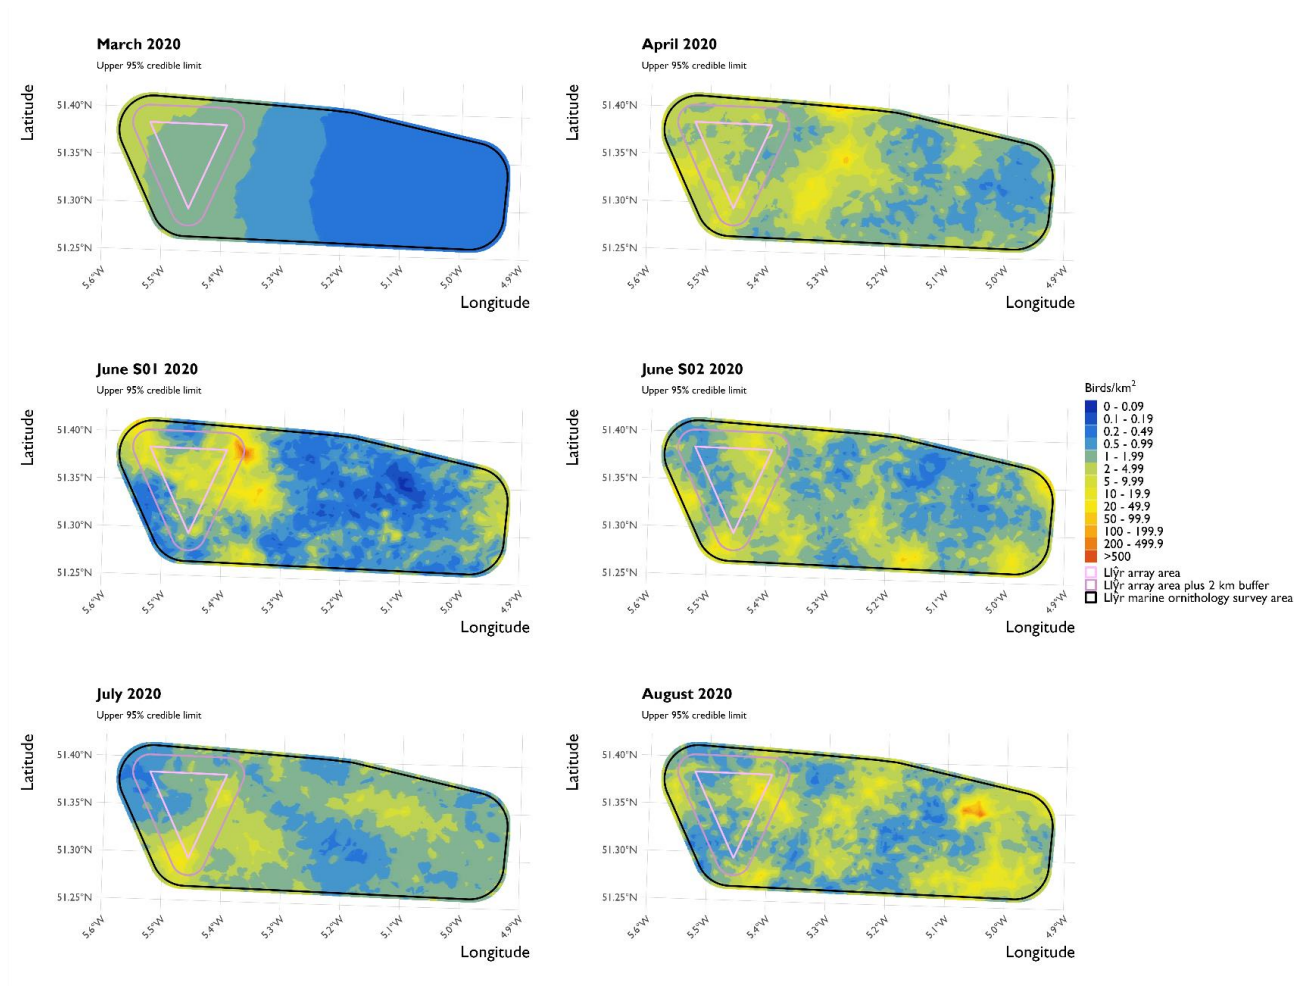 March 2020
Upper 95% credible limit
Latitude
51.40°N
51.35°N
51.30°N
51.25°N
5.6°W
5.5°W
5.4°W
5.3°W
5.2°W
5.1°W
5.0°W
4.9°W
Longitude
April 2020
Upper 95% credible limit
Latitude
51.40°N
51.35°N
51.30°N
51.25°N
5.6°W
5.5°W
5.4°W
5.3°W
5.2°W
5.1°W
5.0°W
4.9°W
Longitude
June S01 2020
Upper 95% credible limit
Latitude
51.40°N
51.35°N
51.30°N
51.25°N
5.6°W
5.5°W
5.4°W
5.3°W
5.2°W
5.1°W
5.0°W
4.9°W
Longitude
June S02 2020
Upper 95% credible limit
Latitude
51.40°N
51.35°N
51.30°N
51.25°N
5.6°W
5.5°W
5.4°W
5.3°W
5.2°W
5.1°W
5.0°W
4.9°W
Longitude
Birds/km²
0 - 0.09
0.1 - 0.19
0.2 - 0.49
0.5 - 0.99
1 - 1.99
2 - 4.99
5 - 9.99
10 - 19.9
20 - 49.9
50 - 99.9
100 - 199.9
200 - 499.9
>500
Llŷr array area
Llŷr array area plus 2 km buffer
Llŷr marine ornithology survey area
July 2020
Upper 95% credible limit
Latitude
51.40°N
51.35°N
51.30°N
51.25°N
5.6°W
5.5°W
5.4°W
5.3°W
5.2°W
5.1°W
5.0°W
4.9°W
Longitude
August 2020
Upper 95% credible limit
Latitude
51.40°N
51.35°N
51.30°N
51.25°N
5.6°W
5.5°W
5.4°W
5.3°W
5.2°W
5.1°W
5.0°W
4.9°W
Longitude